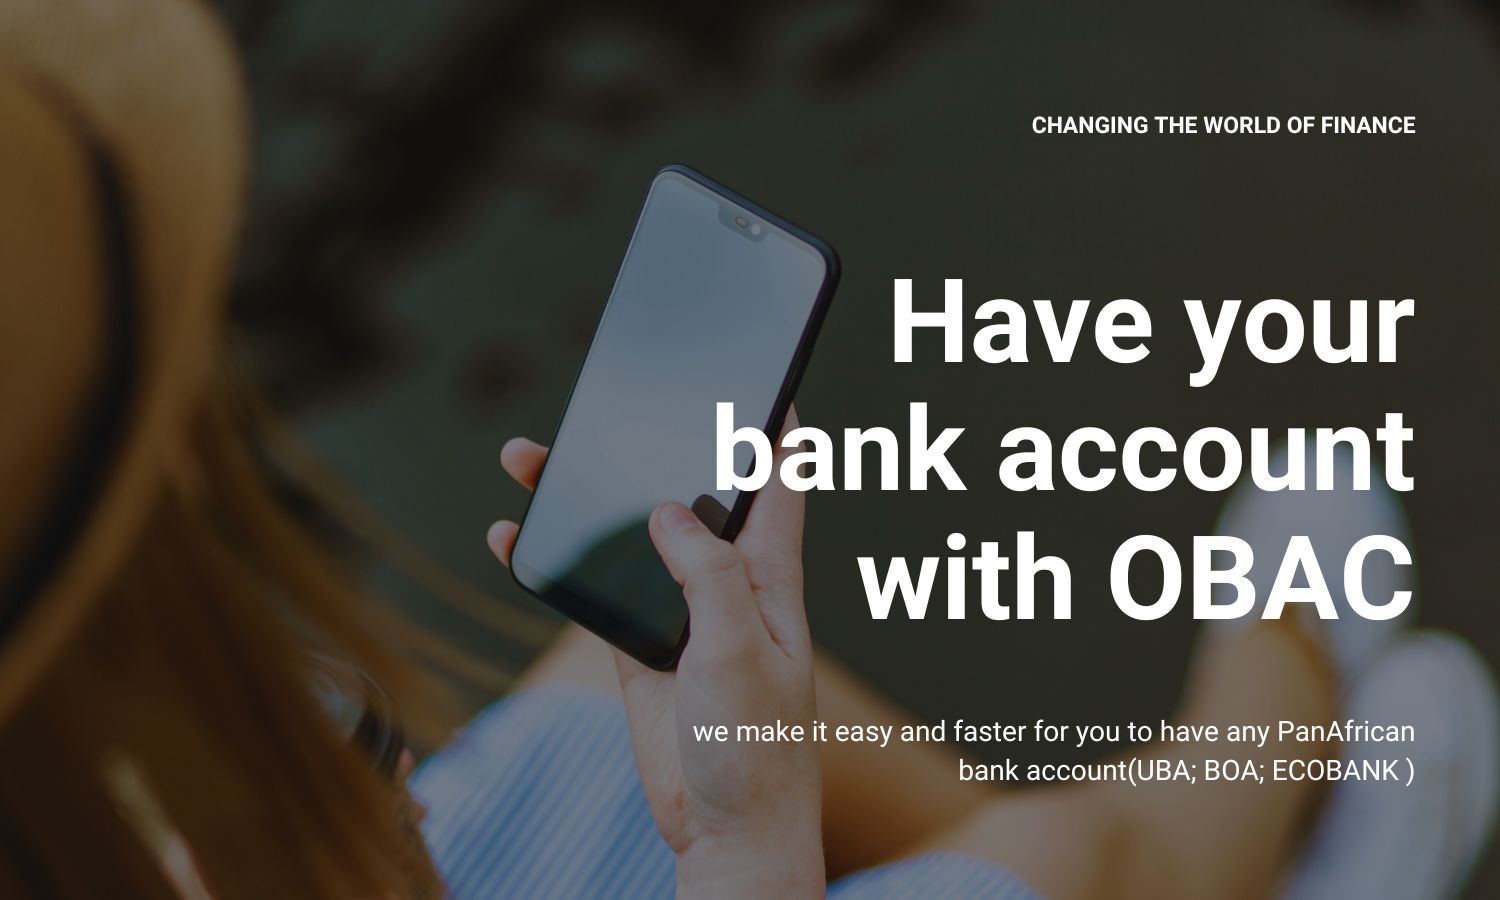 CHANGING THE WORLD OF FINANCE
Have your
bank account
with OBAC
we make it easy and faster for you to have any PanAfrican
bank account(UBA; BOA; ECOBANK )